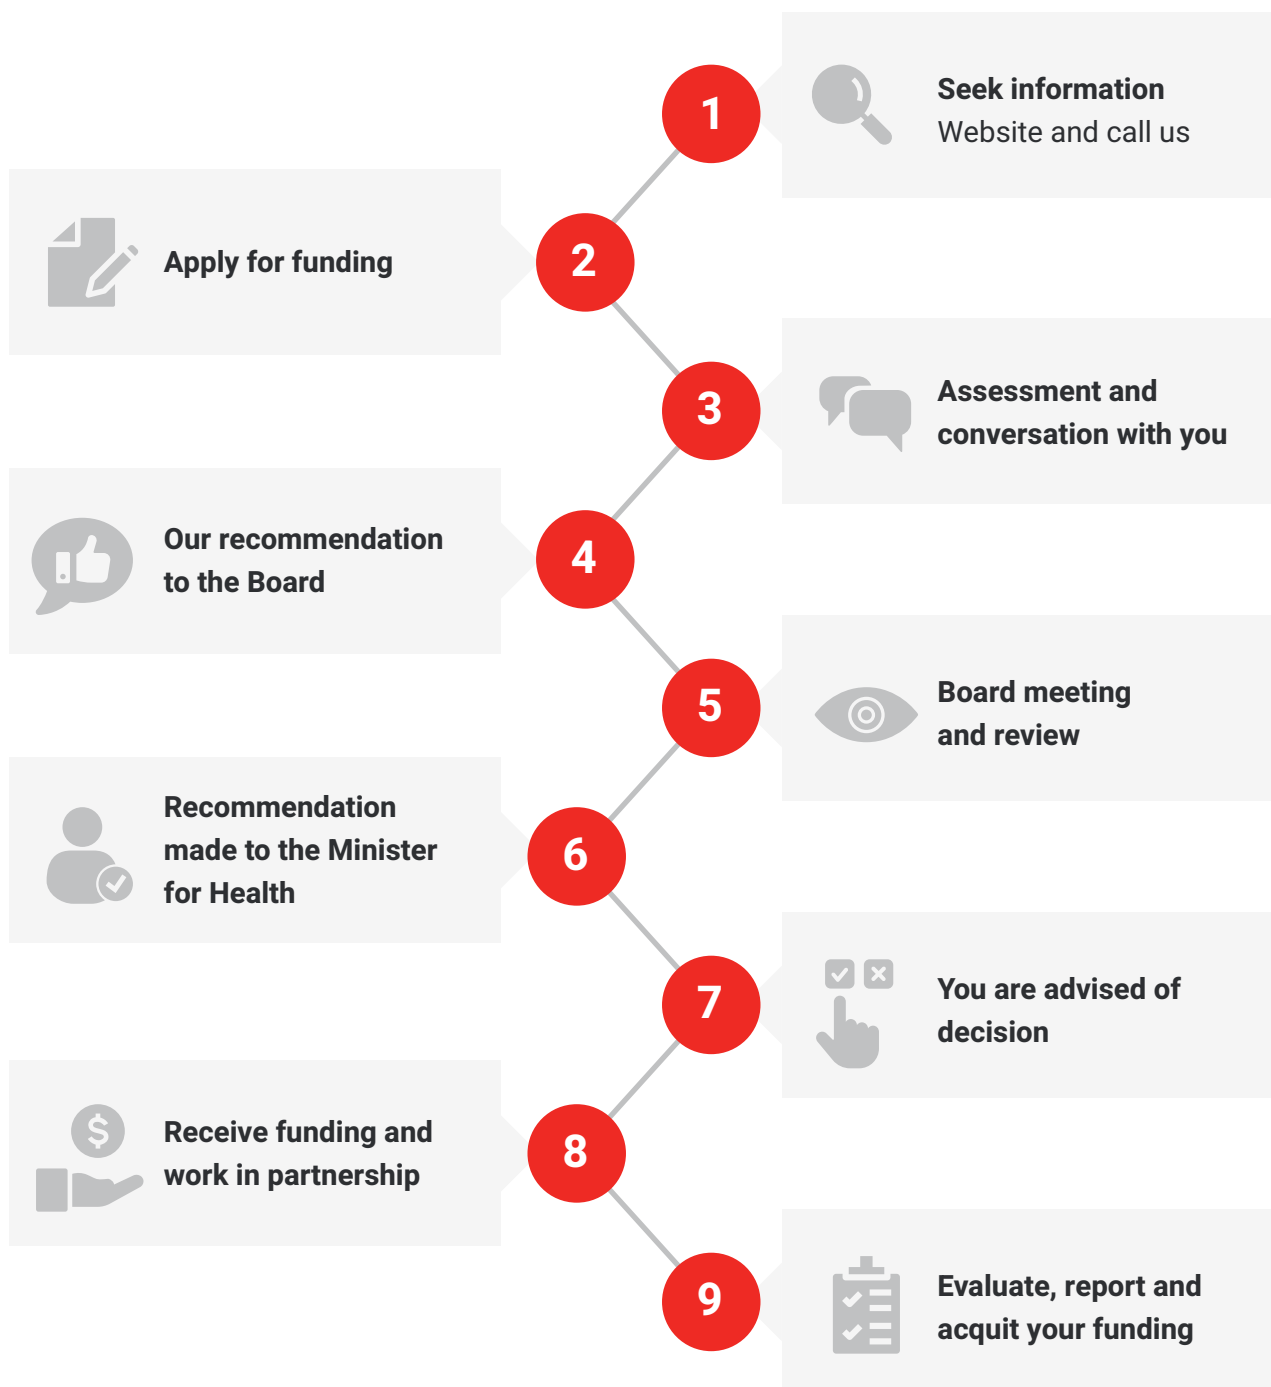 1
Seek information
Website and call us
2
Apply for funding
3
Assessment and
conversation with you
4
Our recommendation
to the Board
5
Board meeting
and review
6
Recommendation
made to the Minister
for Health
7
You are advised of
decision
8
$
Receive funding and
work in partnership
9
Evaluate, report and
acquit your funding